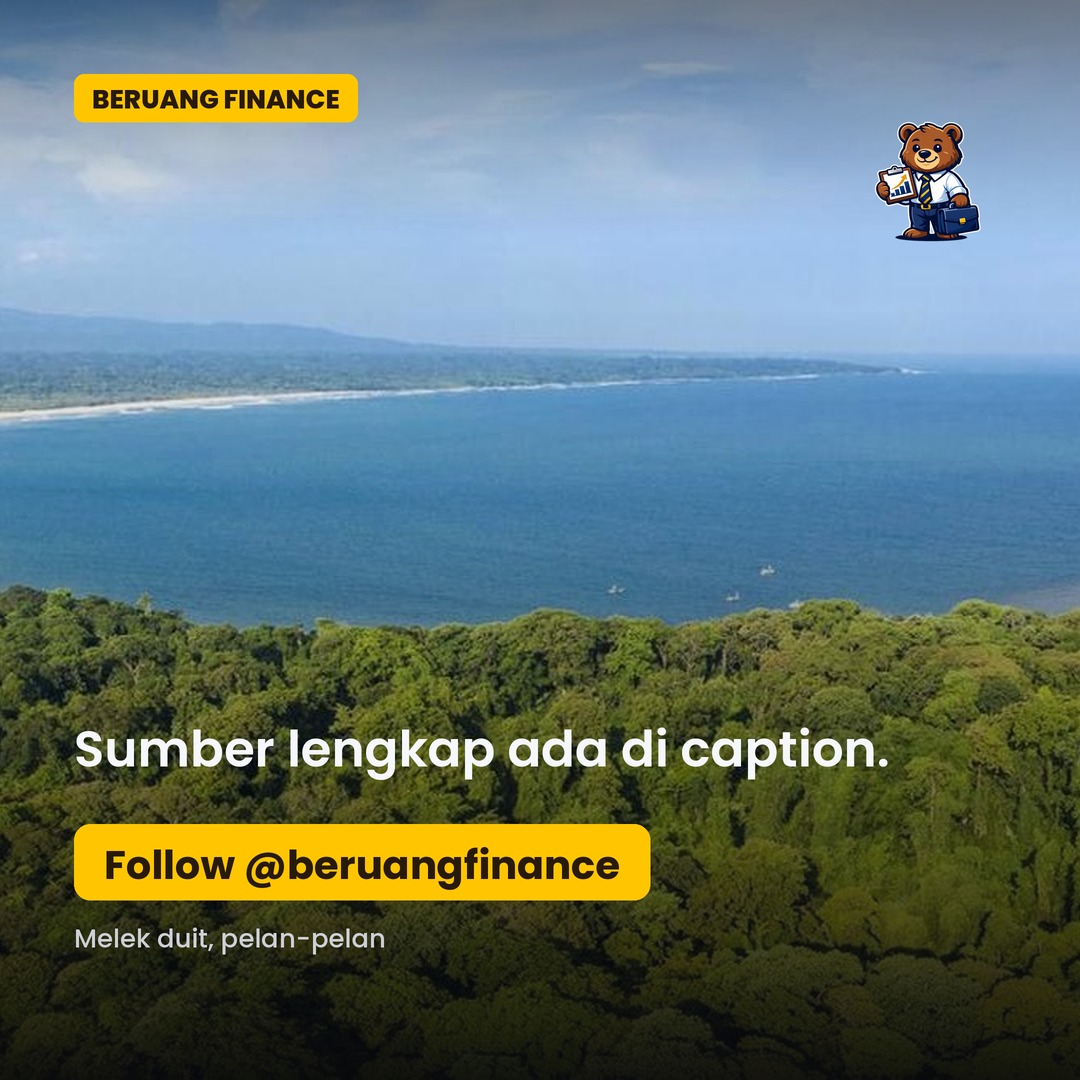 BERUANG FINANCE
Sumber lengkap ada di caption.
Follow @beruangfinance
Melek duit, pelan-pelan